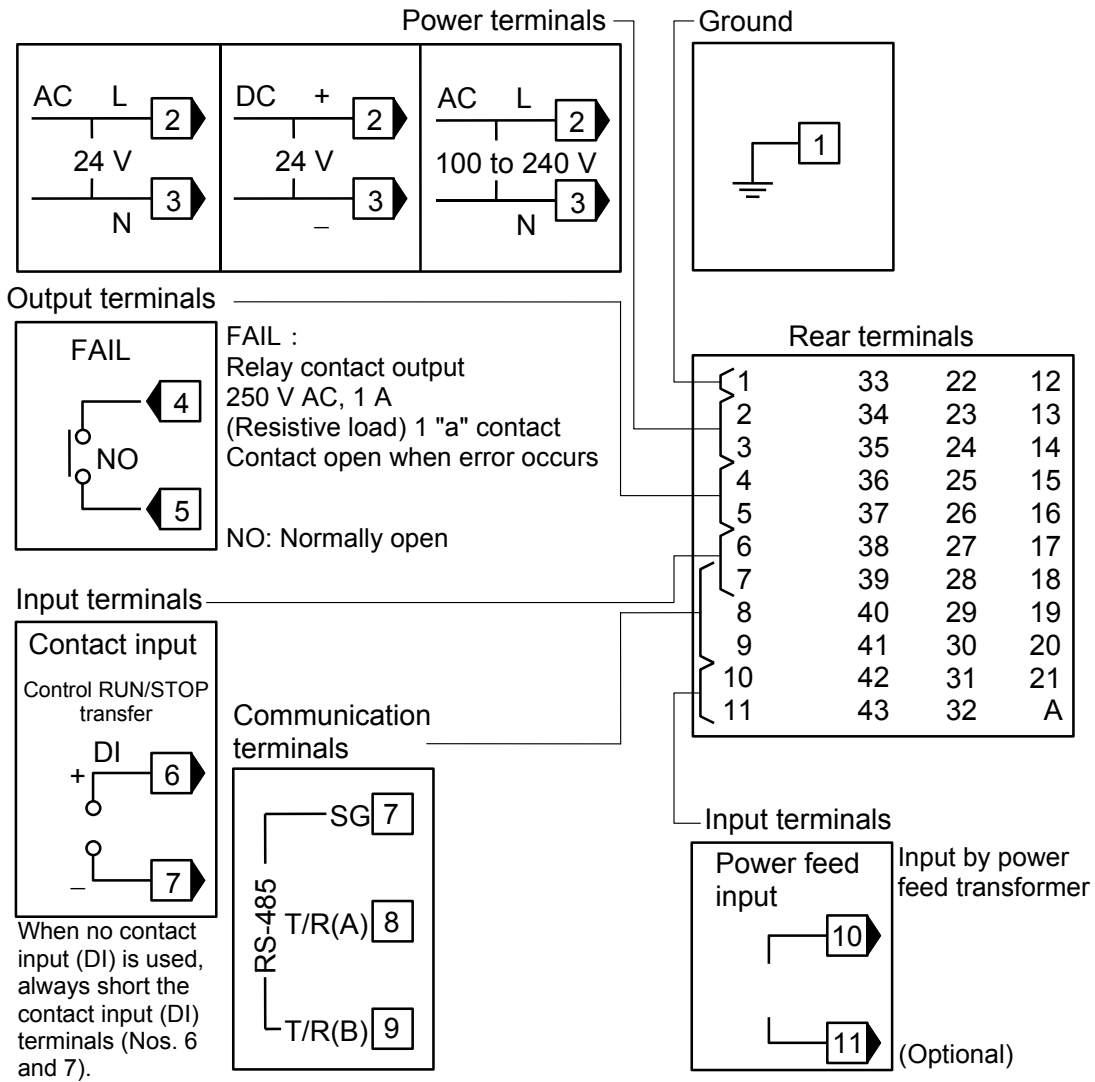 Power terminals
Ground
AC L 2
24 V
N 3
DC + 2
24 V
– 3
AC L 2
100 to 240 V
N 3
1
Output terminals
FAIL
4
NO
5
FAIL :
Relay contact output
250 V AC, 1 A
(Resistive load) 1 "a" contact
Contact open when error occurs
NO: Normally open
Rear terminals
1 33 22 12
2 34 23 13
3 35 24 14
4 36 25 15
5 37 26 16
6 38 27 17
7 39 28 18
8 40 29 19
9 41 30 20
10 42 31 21
11 43 32 A
Input terminals
Contact input
Control RUN/STOP
transfer
DI
+ 6
– 7
When no contact
input (DI) is used,
always short the
contact input (DI)
terminals (Nos. 6
and 7).
Communication
terminals
RS-485
SG 7
T/R(A) 8
T/R(B) 9
Input terminals
Power feed
input
10
11
Input by power
feed transformer
(Optional)